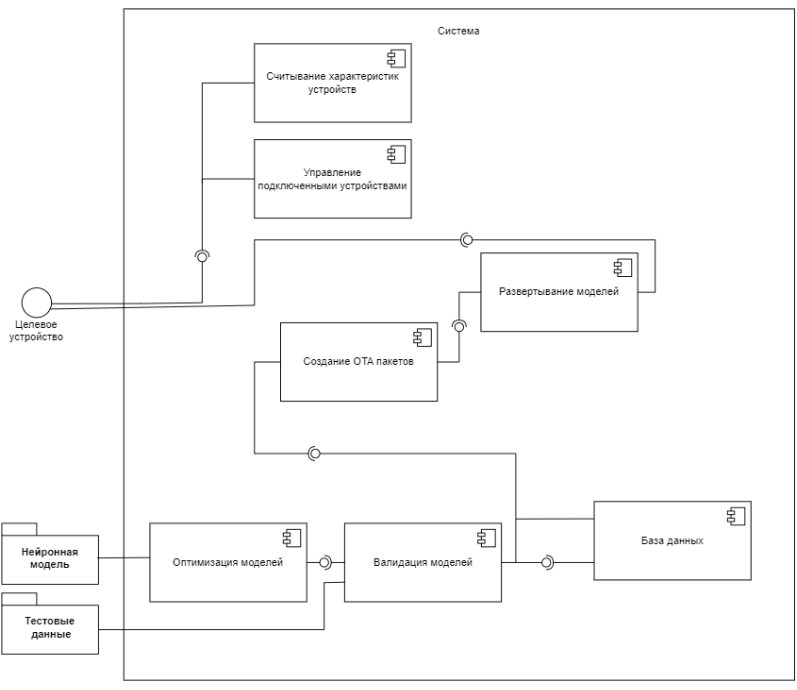 Система
Считывание характеристик
устройств
Управление
подключенными устройствами
Развертывание моделей
Целевое
устройство
Создание ОТА пакетов
Нейронная
модель
Оптимизация моделей
Валидация моделей
База данных
Тестовые
данные